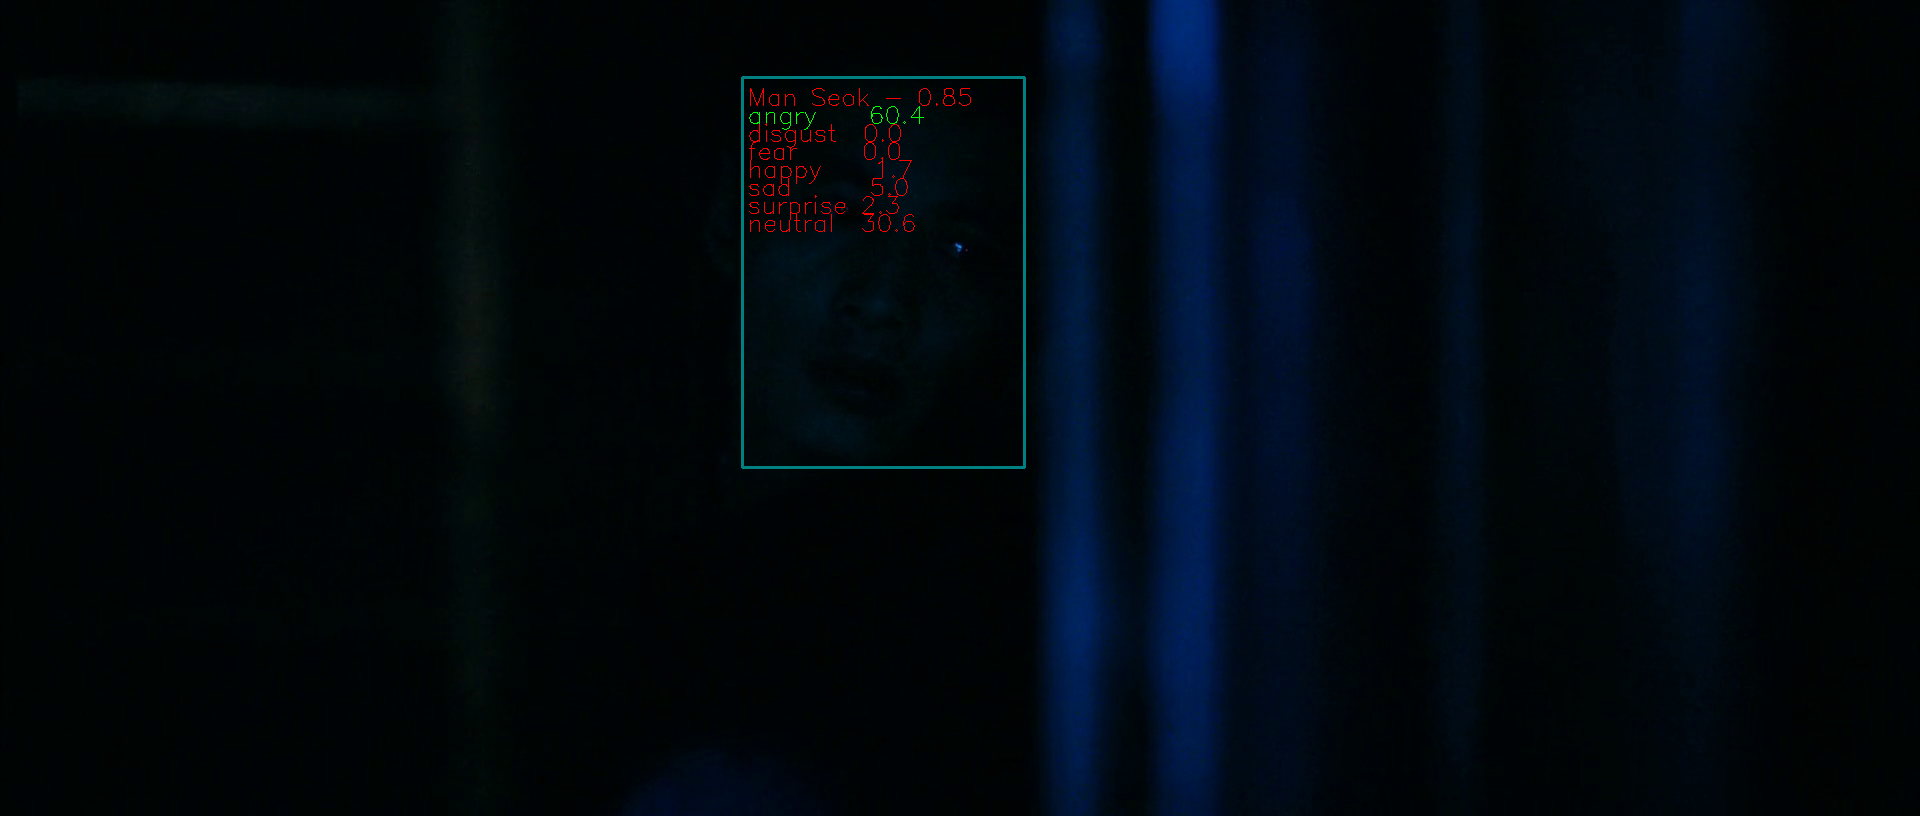 Man Seok - 0.85
angry 60.4
disgust 0.0
fear 0.0
happy 1.7
sad 5.0
surprise 2.3
neutral 30.6